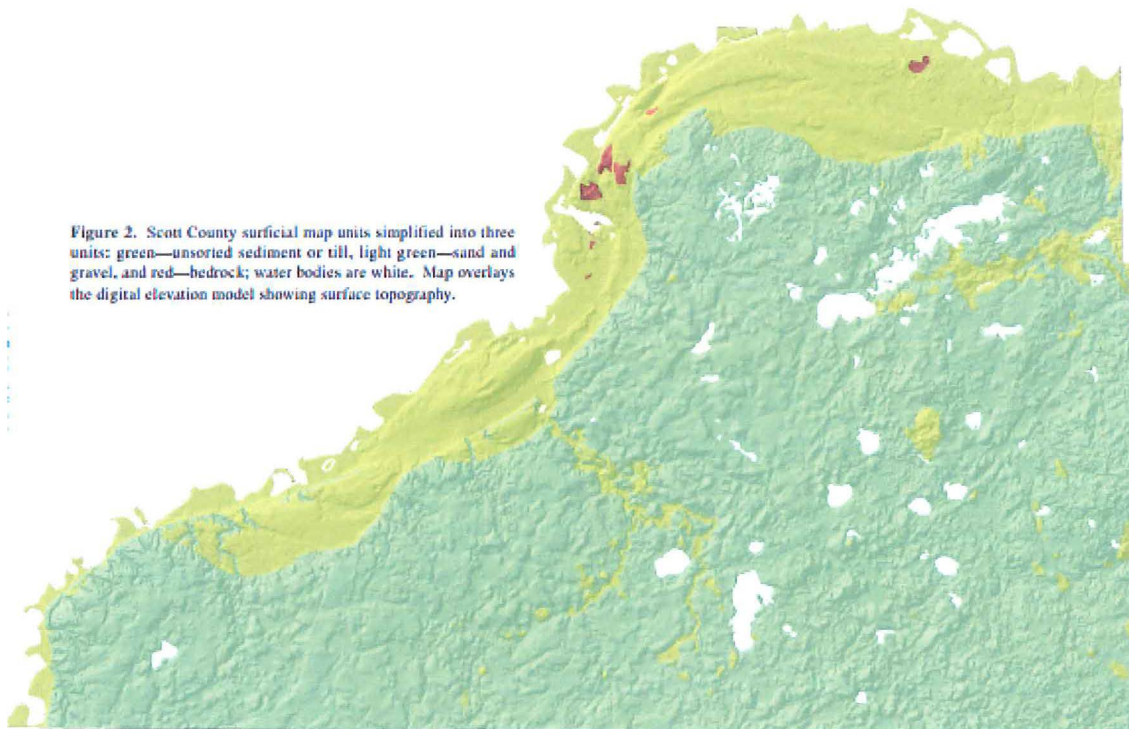 Figure 2. Scott County surficial map units simplified into three
units: green—unsorted sediment or till, light green—sand and
gravel, and red—bedrock; water bodies are white. Map overlays
the digital elevation model showing surface topography.